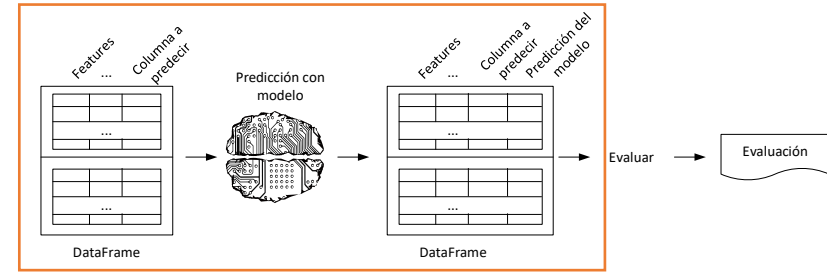 Features
...
Columna a
predecir
...
...
DataFrame
Predicción con
modelo
Features
...
Columna a
predecir
Predicción del
modelo
...
...
DataFrame
Evaluar
Evaluación